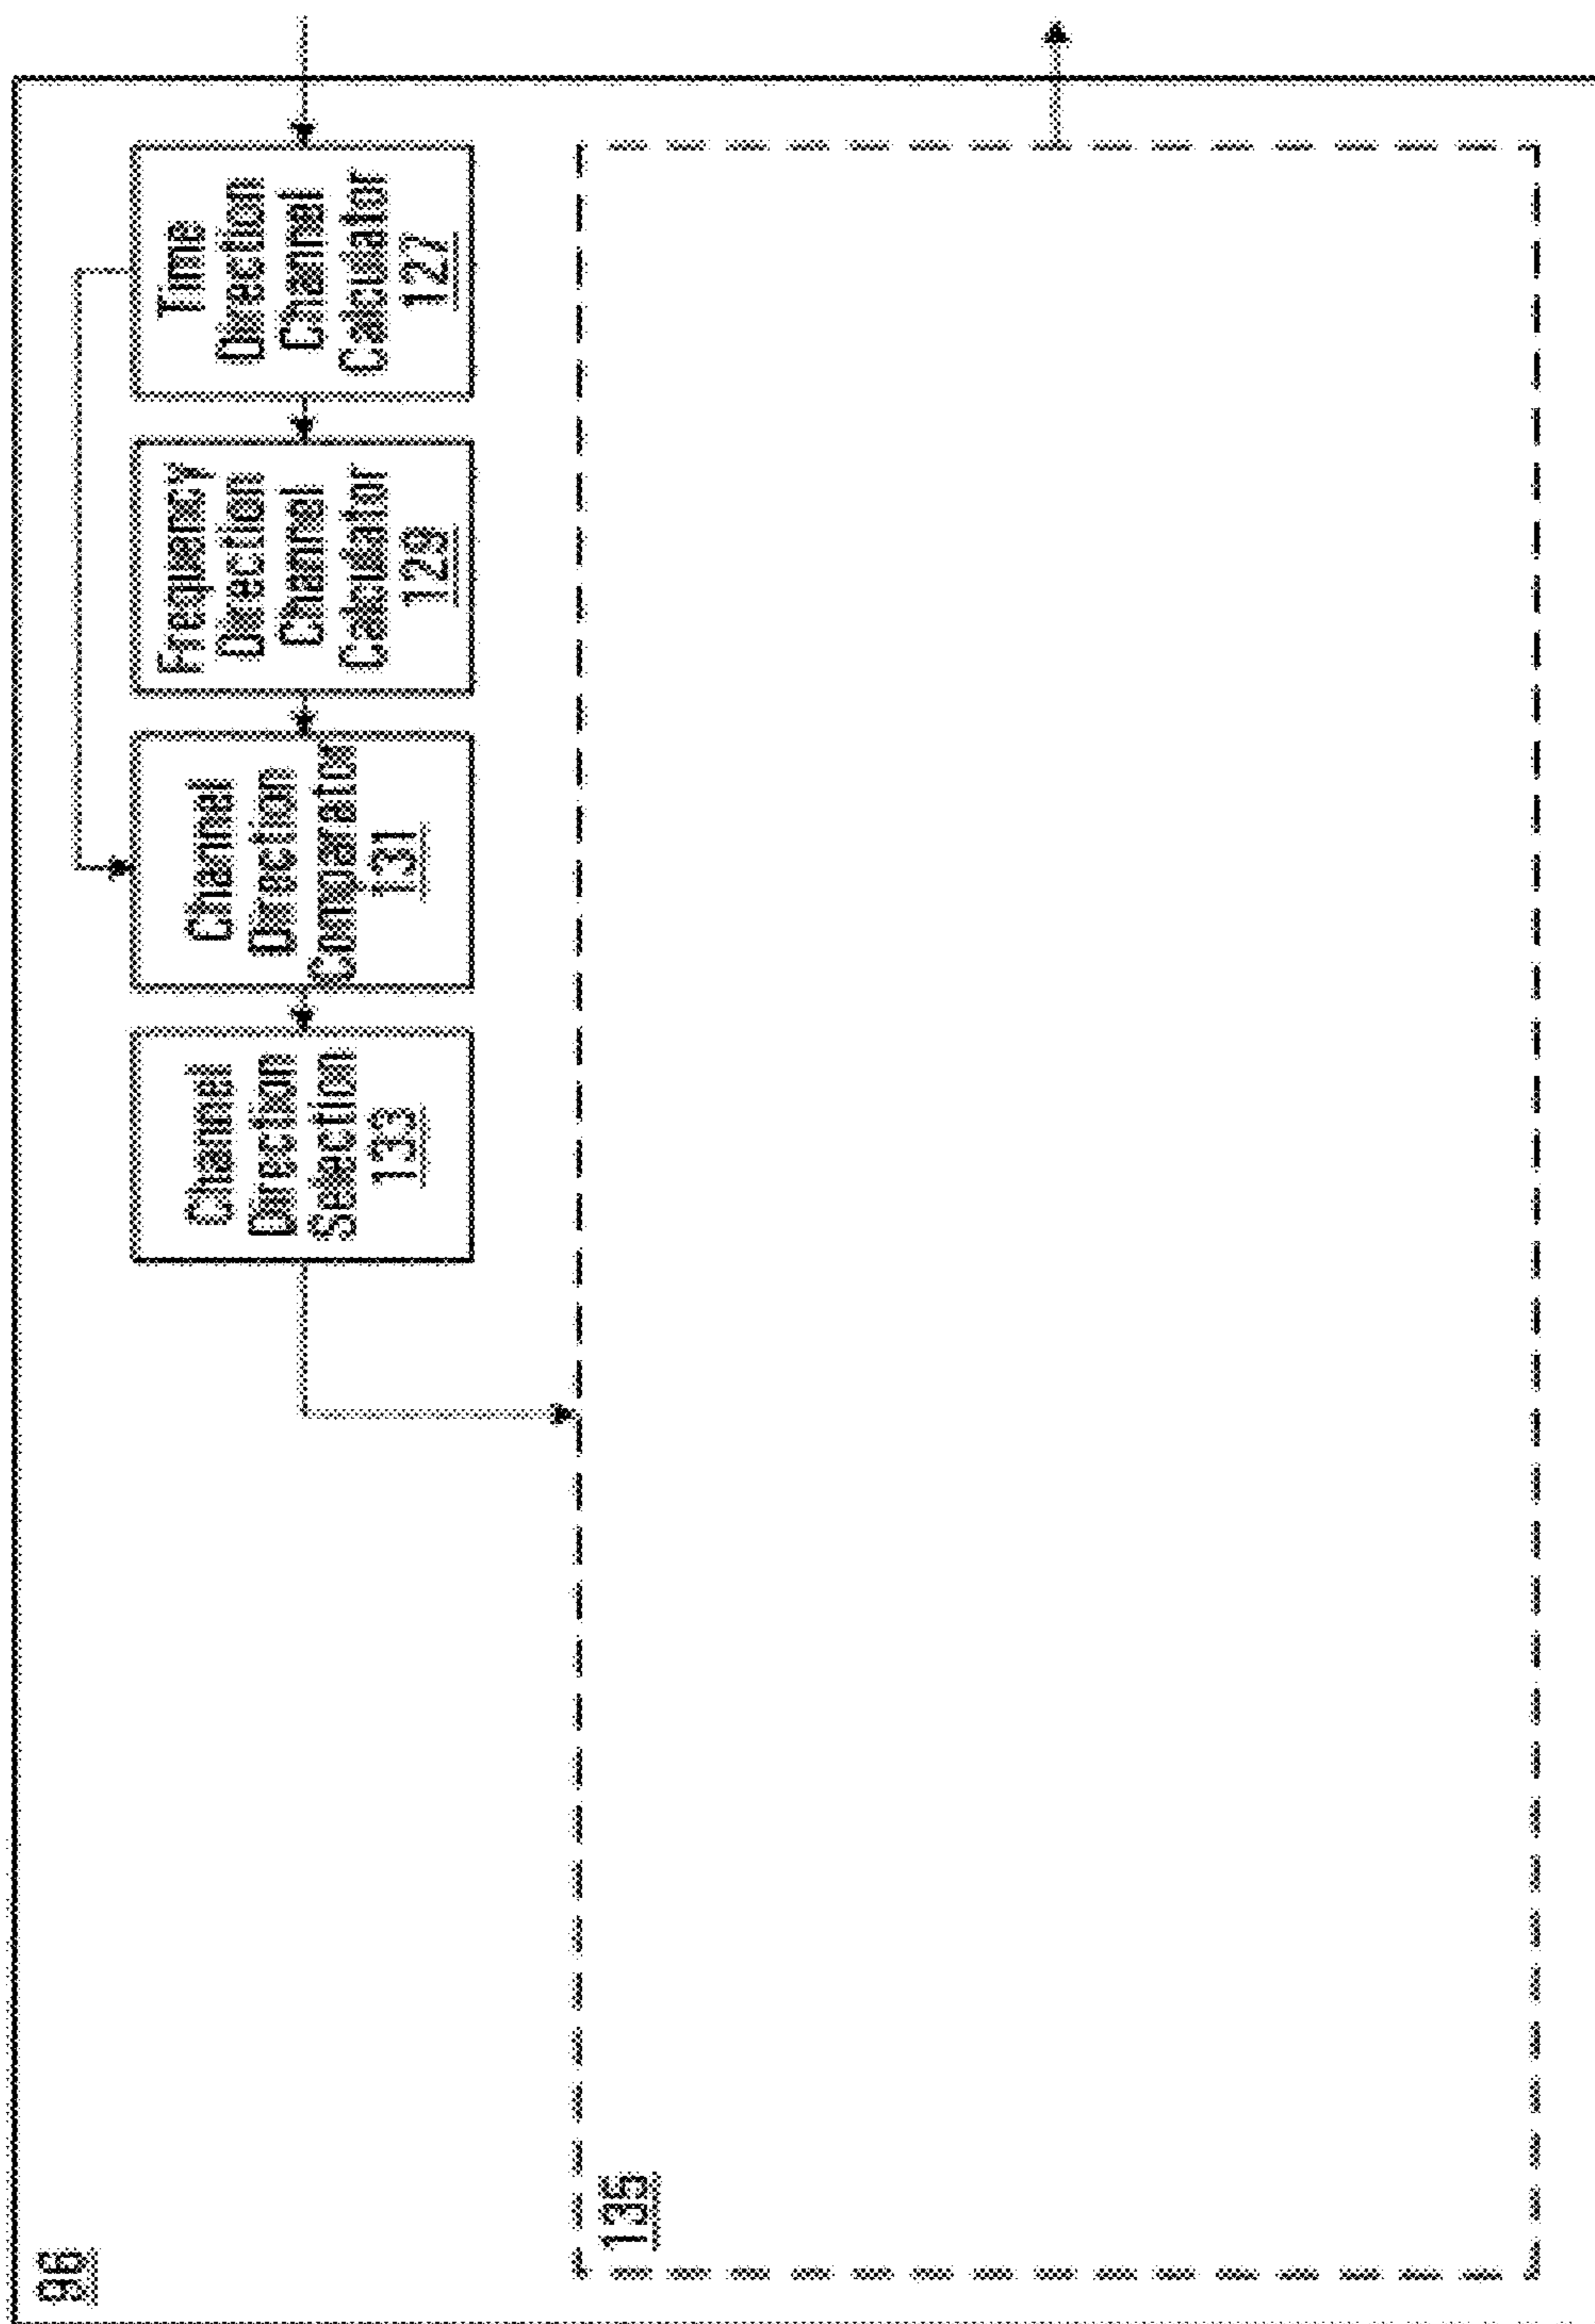 96
Time
Direction
Channel
Calculator
127
Frequency
Direction
Channel
Calculator
129
Channel
Direction
Comparator
131
Channel
Direction
Selection
133
135